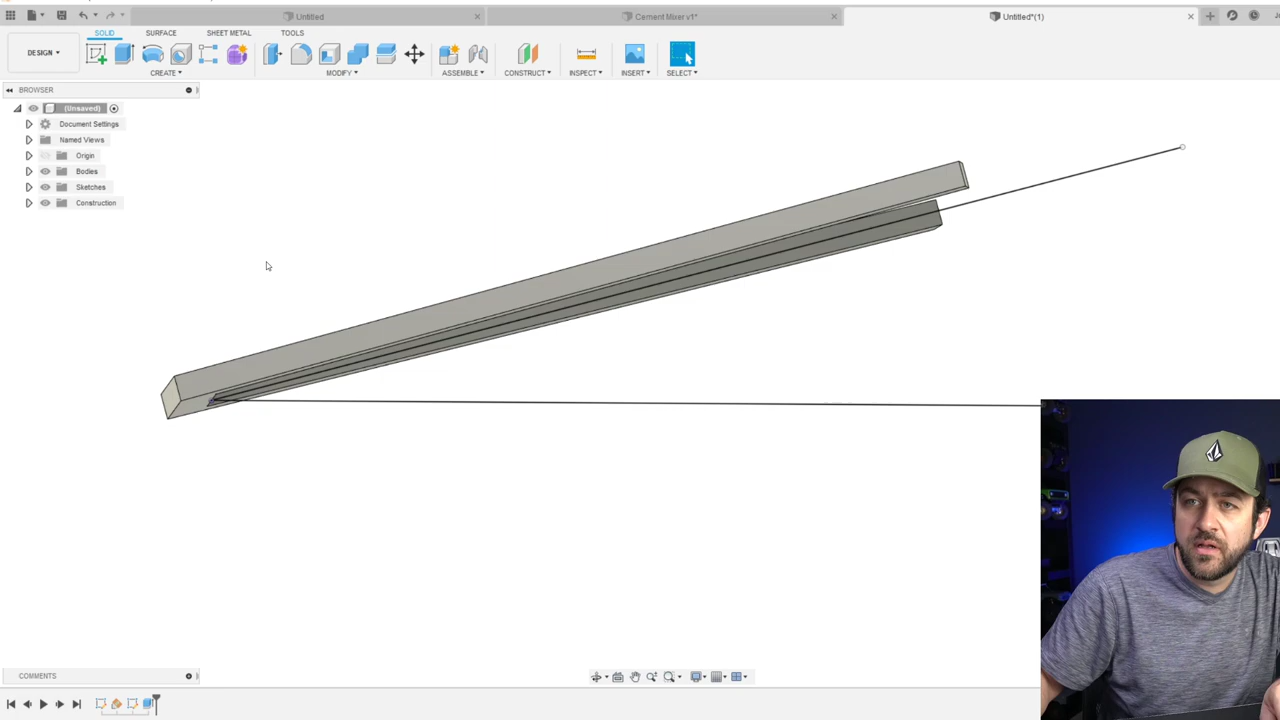 Untitled
Cement Mixer v1*
Untitled*(1)
SOLID
SURFACE
SHEET METAL
TOOLS
DESIGN
CREATE
MODIFY
ASSEMBLE
CONSTRUCT
INSPECT
INSERT
SELECT
BROWSER
(Unsaved)
Document Settings
Named Views
Origin
Bodies
Sketches
Construction
COMMENTS